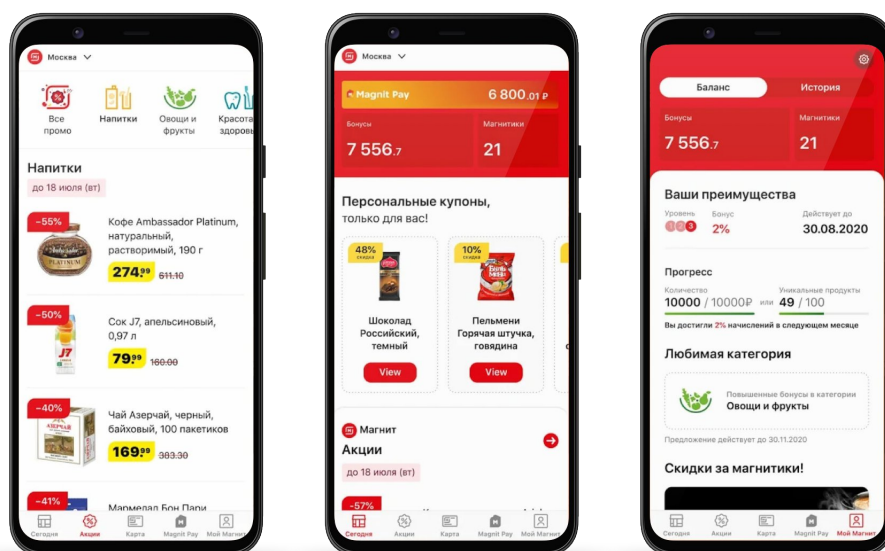 Москва
Все
промо
Напитки
Овощи и
фрукты
Красота
здоровь
Напитки
до 18 июля (вт)
-55%
Кофе Ambassador Platinum,
натуральный,
растворимый, 190 г
274.99 611.10
-50%
Сок J7, апельсиновый,
0,97 л
J7
79.99 160.00
-40%
Чай Азерчай, черный,
байховый, 100 пакетиков
АЗЕРЧАЙ
169.99 383.30
-41%
Мармелад Бон Пари
Сегодня Акции Карта Magnit Pay Мой Магнит
Москва
Magnit Pay 6 800.01 ₽
Бонусы Магнитики
7 556.7 21
Персональные купоны,
только для вас!
48%
скидка
Шоколад
Российский,
темный
View
10%
скидка
Пельмени
Горячая штучка,
говядина
View
Магнит
Акции
до 18 июля (вт)
-57%
Сегодня Акции Карта Magnit Pay Мой Магнит
Баланс История
Бонусы Магнитики
7 556.7 21
Ваши преимущества
Уровень Бонус Действует до
1 2 3 2% 30.08.2020
Прогресс
Количество Уникальные продукты
10000 / 10000₽ или 49 / 100
Вы достигли 2% начислений в следующем месяце
Любимая категория
Повышенные бонусы в категории
Овощи и фрукты
Предложение действует до 30.11.2020
Скидки за магнитики!
Сегодня Акции Карта Magnit Pay Мой Магнит